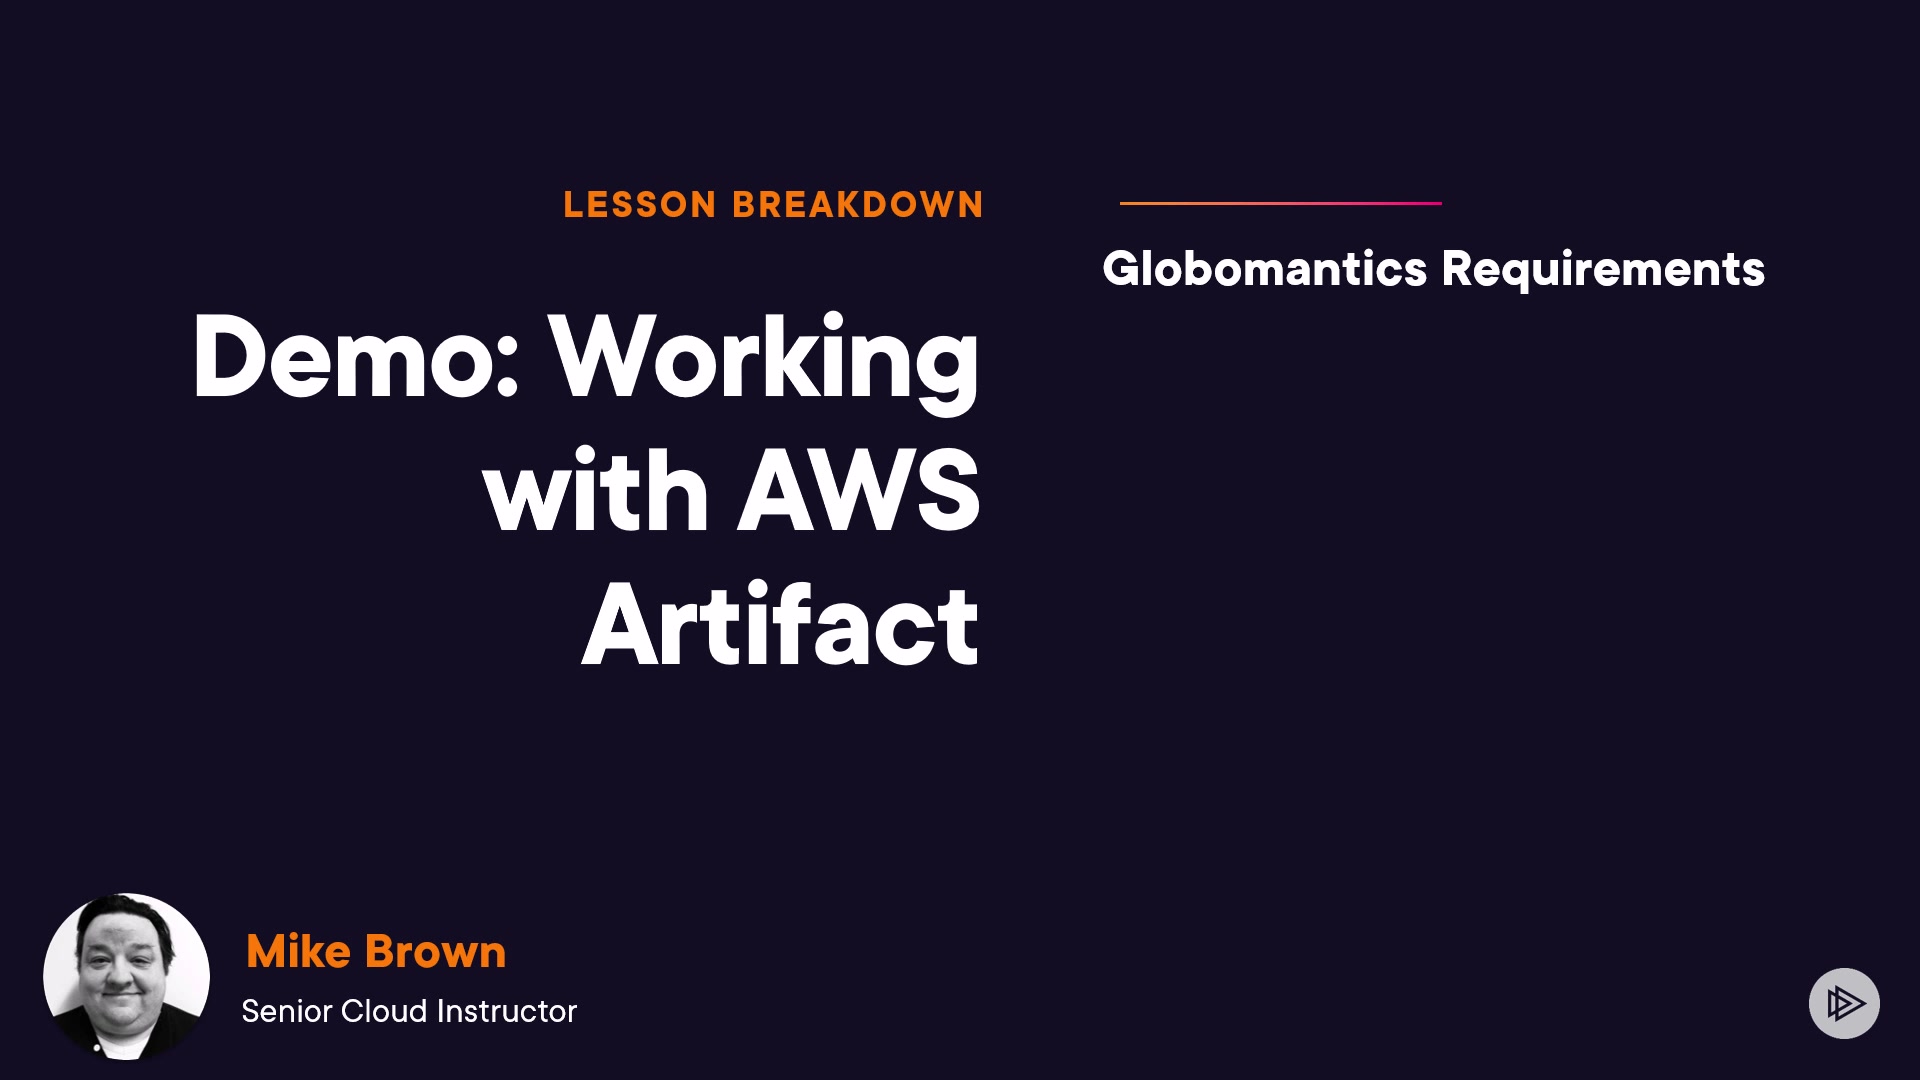 LESSON BREAKDOWN
Demo: Working
with AWS
Artifact
Globomantics Requirements
Mike Brown
Senior Cloud Instructor